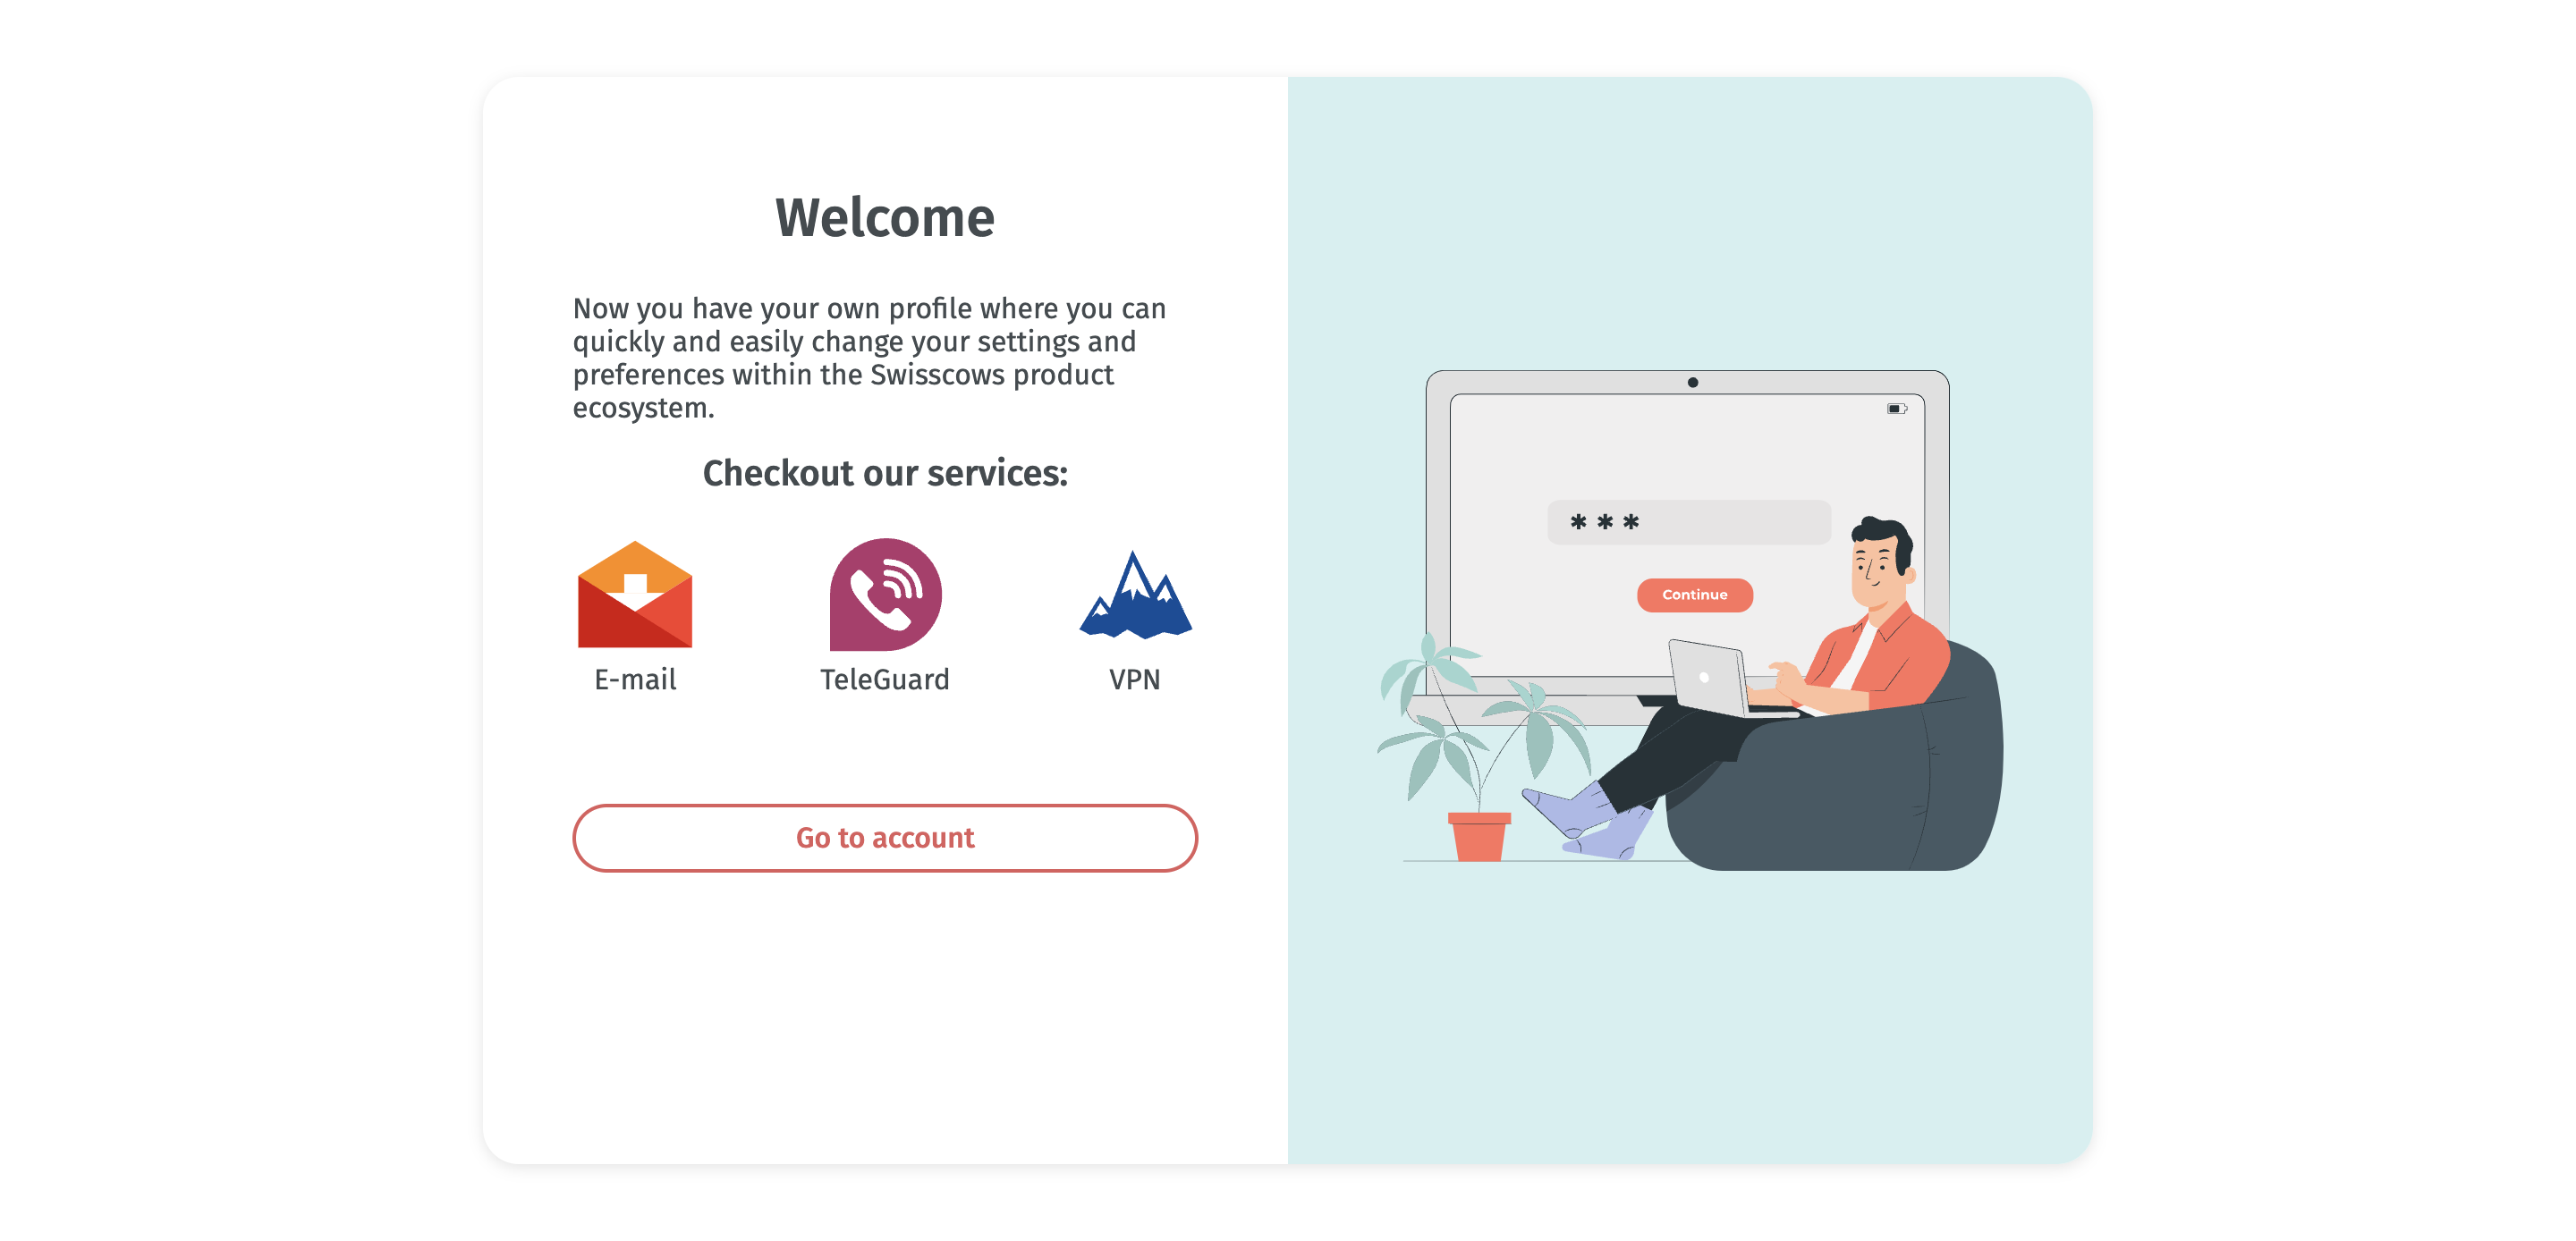 Welcome
Now you have your own profile where you can
quickly and easily change your settings and
preferences within the Swisscows product
ecosystem.
Checkout our services:
E-mail
TeleGuard
VPN
Go to account
***
Continue